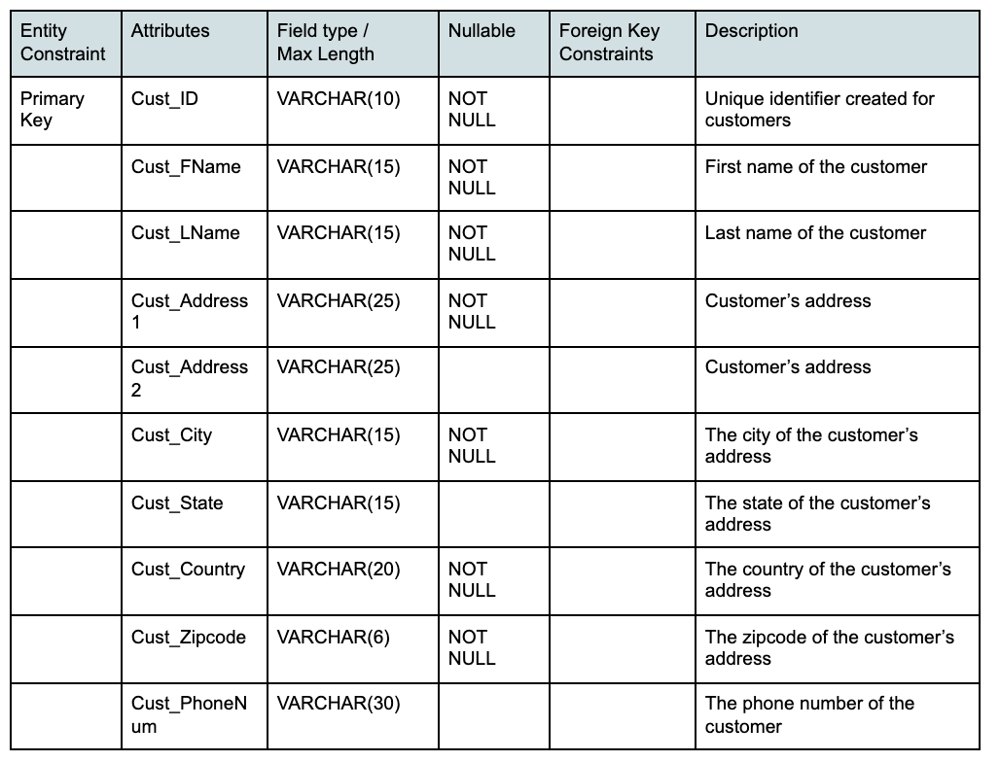 Entity Constraint | Attributes | Field type / Max Length | Nullable | Foreign Key Constraints | Description
Primary Key | Cust_ID | VARCHAR(10) | NOT NULL | | Unique identifier created for customers
| Cust_FName | VARCHAR(15) | NOT NULL | | First name of the customer
| Cust_LName | VARCHAR(15) | NOT NULL | | Last name of the customer
| Cust_Address1 | VARCHAR(25) | NOT NULL | | Customer’s address
| Cust_Address2 | VARCHAR(25) | | | Customer’s address
| Cust_City | VARCHAR(15) | NOT NULL | | The city of the customer’s address
| Cust_State | VARCHAR(15) | | | The state of the customer’s address
| Cust_Country | VARCHAR(20) | NOT NULL | | The country of the customer’s address
| Cust_Zipcode | VARCHAR(6) | NOT NULL | | The zipcode of the customer’s address
| Cust_PhoneNum | VARCHAR(30) | | | The phone number of the customer